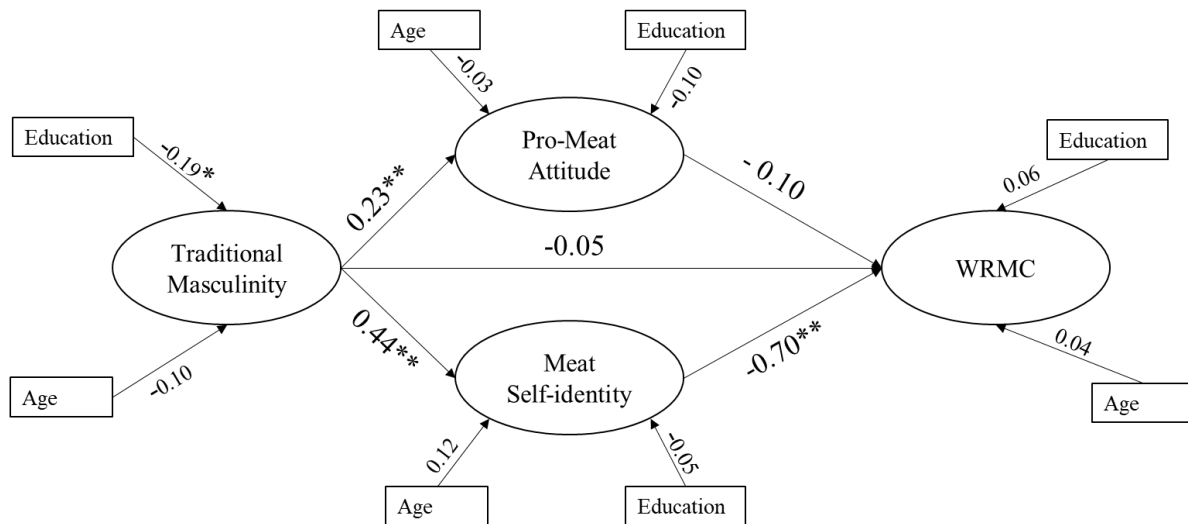 Age
Education
-0.03
-0.10
Education
Pro-Meat
Attitude
Education
-0.19*
- 0.10
0.06
0.23**
Traditional
Masculinity
-0.05
WRMC
0.44**
Meat
Self-identity
-0.70**
0.04
-0.10
Age
Age
0.12
-0.05
Age
Education